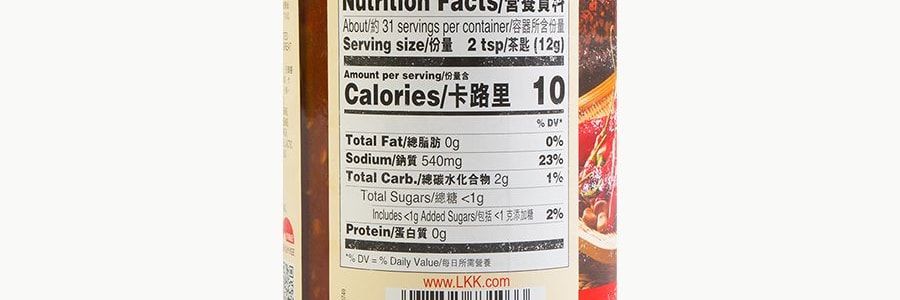 Nutrition Facts/營養資料
About/約 31 servings per container/容器所含份量
Serving size/份量 2 tsp/茶匙 (12g)
Amount per serving/份量含
Calories/卡路里 10
% DV*
Total Fat/總脂肪 0g 0%
Sodium/鈉質 540mg 23%
Total Carb./總碳水化合物 2g 1%
Total Sugars/總糖 <1g
Includes <1g Added Sugars/包括 <1 克添加糖 2%
Protein/蛋白質 0g
*% DV = % Daily Value/每日所需營養
www.LKK.com